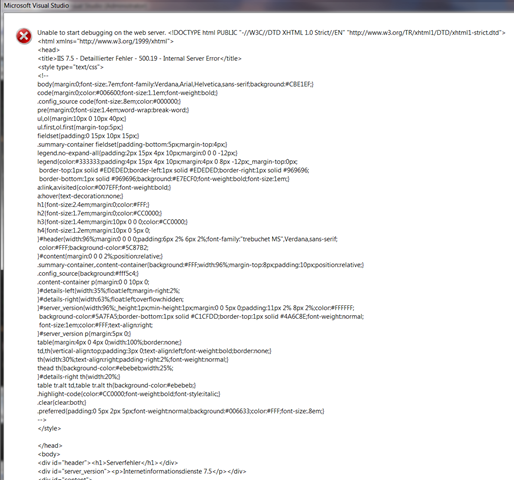 Microsoft Visual Studio
Unable to start debugging on the web server. <!DOCTYPE html PUBLIC "-//W3C//DTD XHTML 1.0 Strict//EN" "http://www.w3.org/TR/xhtml1/DTD/xhtml1-strict.dtd">
<html xmlns="http://www.w3.org/1999/xhtml">
<head>
<title>IIS 7.5 - Detaillierter Fehler - 500.19 - Internal Server Error</title>
<style type="text/css">
<!--
body{margin:0;font-size:.7em;font-family:Verdana,Arial,Helvetica,sans-serif;background:#CBE1EF;}
code{margin:0;color:#006600;font-size:1.1em;font-weight:bold;}
.config_source code{font-size:.8em;color:#000000;}
pre{margin:0;font-size:1.4em;word-wrap:break-word;}
ul,ol{margin:10px 0 10px 40px;}
ul.first,ol.first{margin-top:5px;}
fieldset{padding:0 15px 10px 15px;}
.summary-container fieldset{padding-bottom:5px;margin-top:4px;}
legend.no-expand-all{padding:2px 15px 4px 10px;margin:0 0 0 -12px;}
legend{color:#333333;padding:4px 15px 4px 10px;margin:4px 0 8px -12px;_margin-top:0px;
border-top:1px solid #EDEDED;border-left:1px solid #EDEDED;border-right:1px solid #969696;
border-bottom:1px solid #969696;background:#E7ECF0;font-weight:bold;font-size:1em;}
a:link,a:visited{color:#007EFF;font-weight:bold;}
a:hover{text-decoration:none;}
h1{font-size:2.4em;margin:0;color:#FFF;}
h2{font-size:1.7em;margin:0;color:#CC0000;}
h3{font-size:1.4em;margin:10px 0 0 0;color:#CC0000;}
h4{font-size:1.2em;margin:10px 0 5px 0;
}#header{width:96%;margin:0 0 0 0;padding:6px 2% 6px 2%;font-family:"trebuchet MS",Verdana,sans-serif;
color:#FFF;background-color:#5C87B2;
}#content{margin:0 0 0 2%;position:relative;}
.summary-container,.content-container{background:#FFF;width:96%;margin-top:8px;padding:10px;position:relative;}
.config_source{background:#fff5c4;}
.content-container p{margin:0 0 10px 0;
}#details-left{width:35%;float:left;margin-right:2%;
}#details-right{width:63%;float:left;overflow:hidden;
}#server_version{width:96%;_height:1px;min-height:1px;margin:0 0 5px 0;padding:11px 2% 8px 2%;color:#FFFFFF;
background-color:#5A7FA5;border-bottom:1px solid #C1CFDD;border-top:1px solid #4A6C8E;font-weight:normal;
font-size:1em;color:#FFF;text-align:right;
}#server_version p{margin:5px 0;}
table{margin:4px 0 4px 0;width:100%;border:none;}
td,th{vertical-align:top;padding:3px 0;text-align:left;font-weight:bold;border:none;}
th{width:30%;text-align:right;padding-right:2%;font-weight:normal;}
thead th{background-color:#ebebeb;width:25%;
}#details-right th{width:20%;}
table tr.alt td,table tr.alt th{background-color:#ebebeb;}
.highlight-code{color:#CC0000;font-weight:bold;font-style:italic;}
.clear{clear:both;}
.preferred{padding:0 5px 2px 5px;font-weight:normal;background:#006633;color:#FFF;font-size:.8em;}
-->
</style>
</head>
<body>
<div id="header"><h1>Serverfehler</h1></div>
<div id="server_version"><p>Internetinformationsdienste 7.5</p></div>
<div id="content">